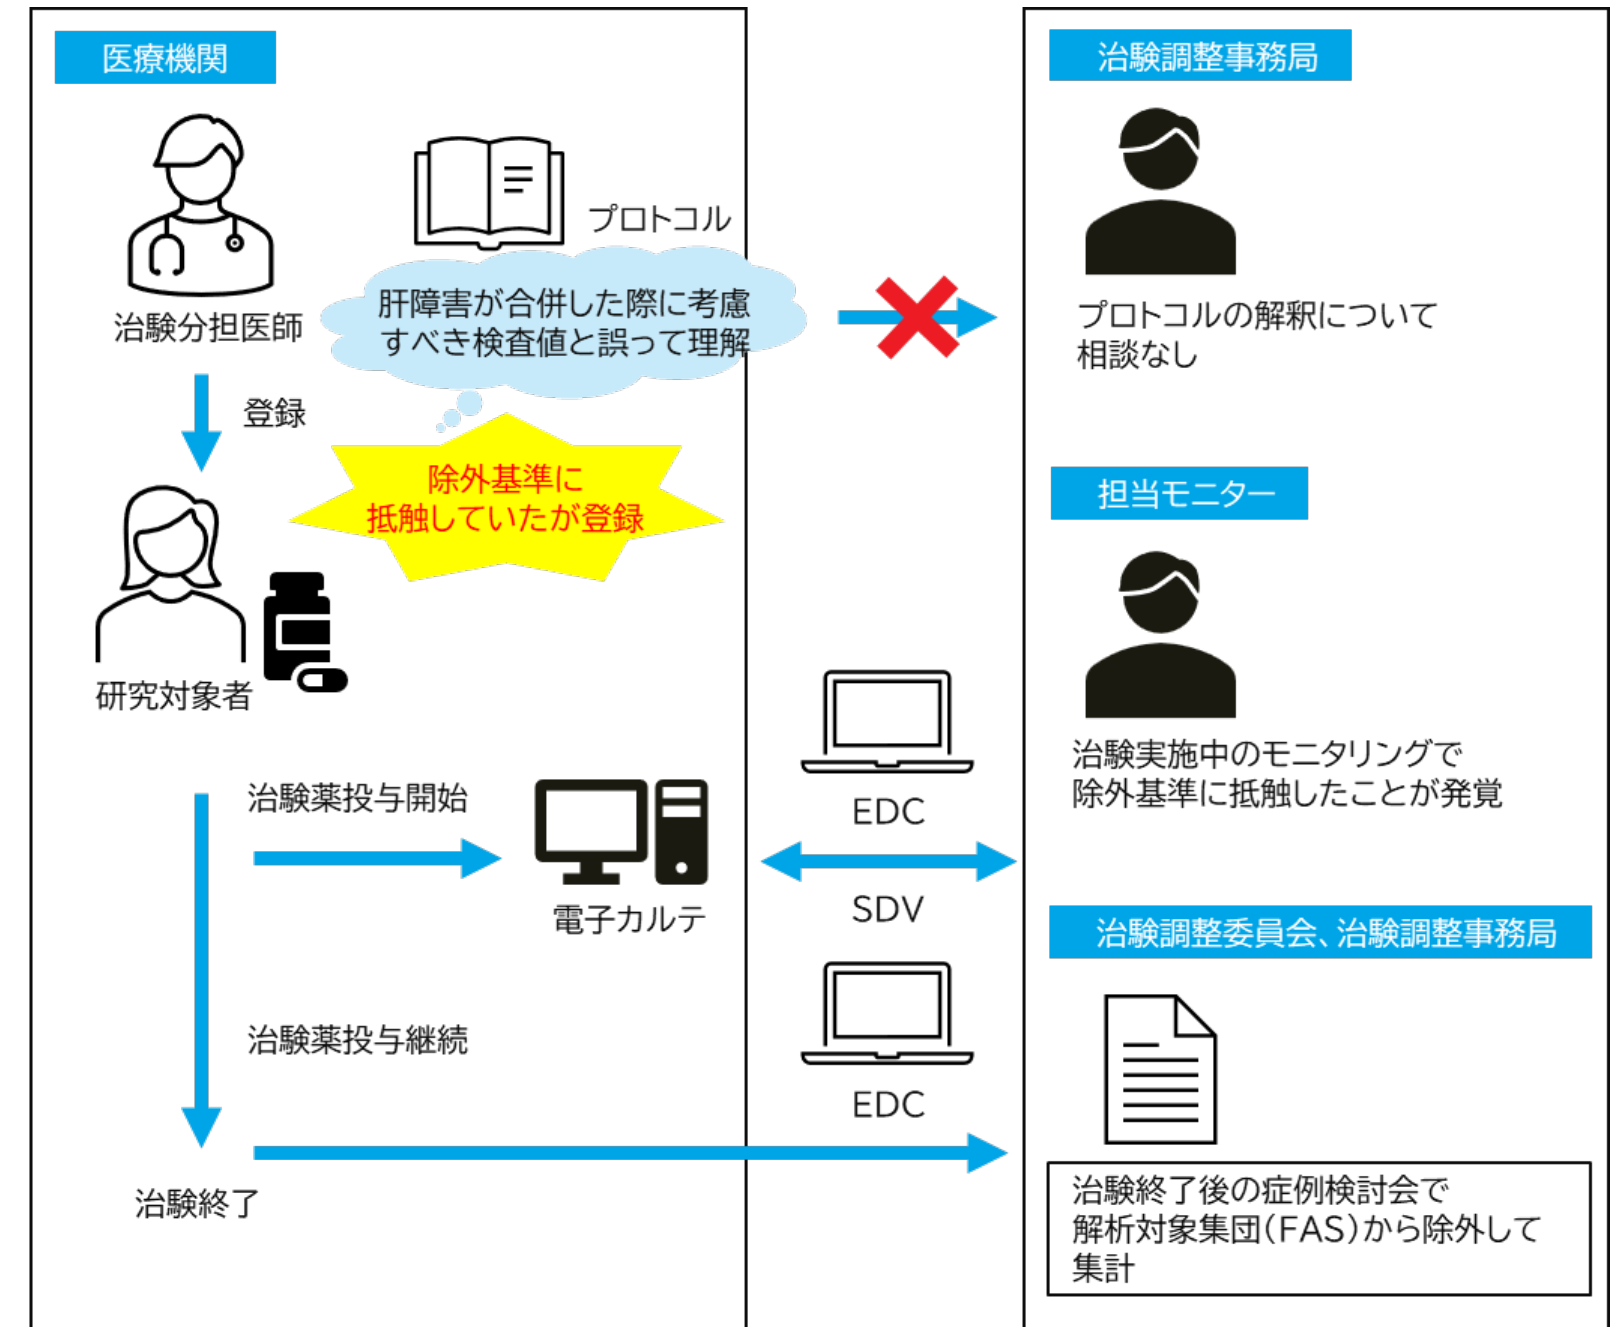 医療機関
治験分担医師
プロトコル
肝障害が合併した際に考慮
すべき検査値と誤って理解
登録
除外基準に
抵触していたが登録
研究対象者
治験薬投与開始
電子カルテ
治験薬投与継続
治験終了
EDC
SDV
EDC
治験調整事務局
プロトコルの解釈について
相談なし
担当モニター
治験実施中のモニタリングで
除外基準に抵触したことが発覚
治験調整委員会、治験調整事務局
治験終了後の症例検討会で
解析対象集団(FAS)から除外して
集計